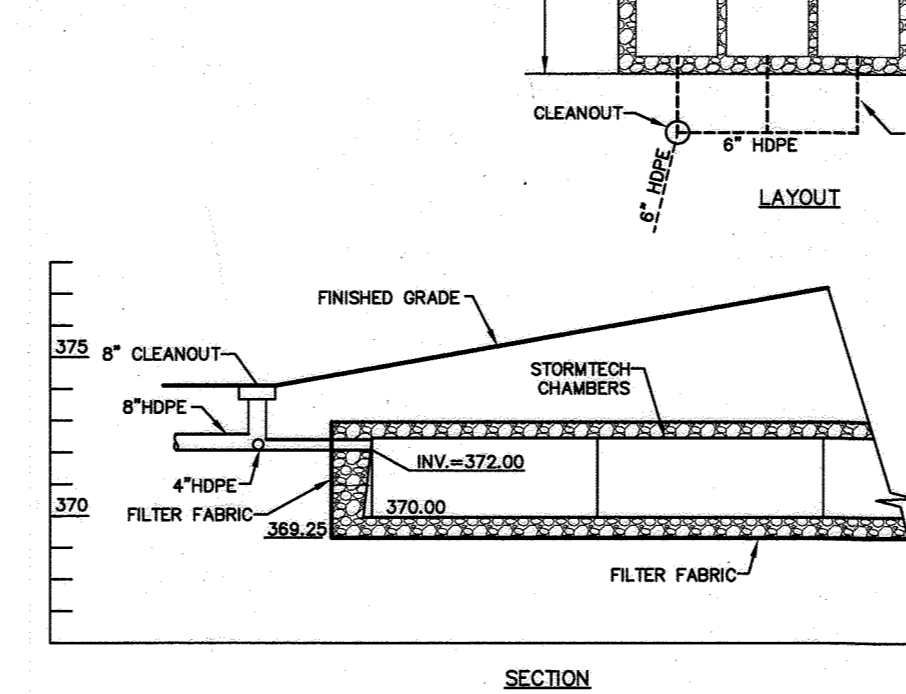 CLEANOUT
6" HDPE
6" HDPE
LAYOUT
FINISHED GRADE
375
8" CLEANOUT
STORMTECH
CHAMBERS
8"HDPE
INV.=372.00
4"HDPE
370
FILTER FABRIC
370.00
369.25
FILTER FABRIC
SECTION